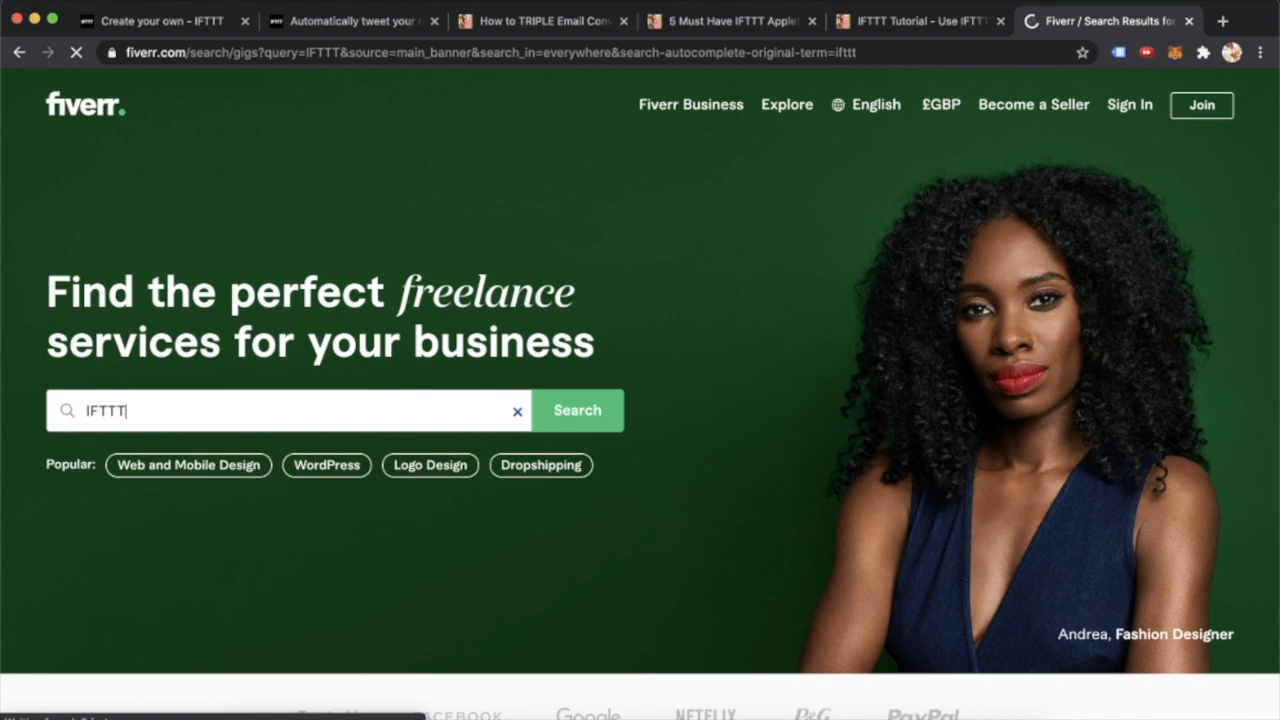 Create your own - IFTTT
Automatically tweet your
How to TRIPLE Email Con
5 Must Have IFTTT Apple
IFTTT Tutorial - Use IFTT
Fiverr / Search Results for
fiverr.com/search/gigs?query=IFTTT&source=main_banner&search_in=everywhere&search-autocomplete-original-term=ifttt
fiverr.
Fiverr Business Explore English £GBP Become a Seller Sign In Join
Find the perfect freelance
services for your business
IFTTT
Search
Popular: Web and Mobile Design WordPress Logo Design Dropshipping
Andrea, Fashion Designer
FACEBOOK Google NETFLIX P&G PayPal